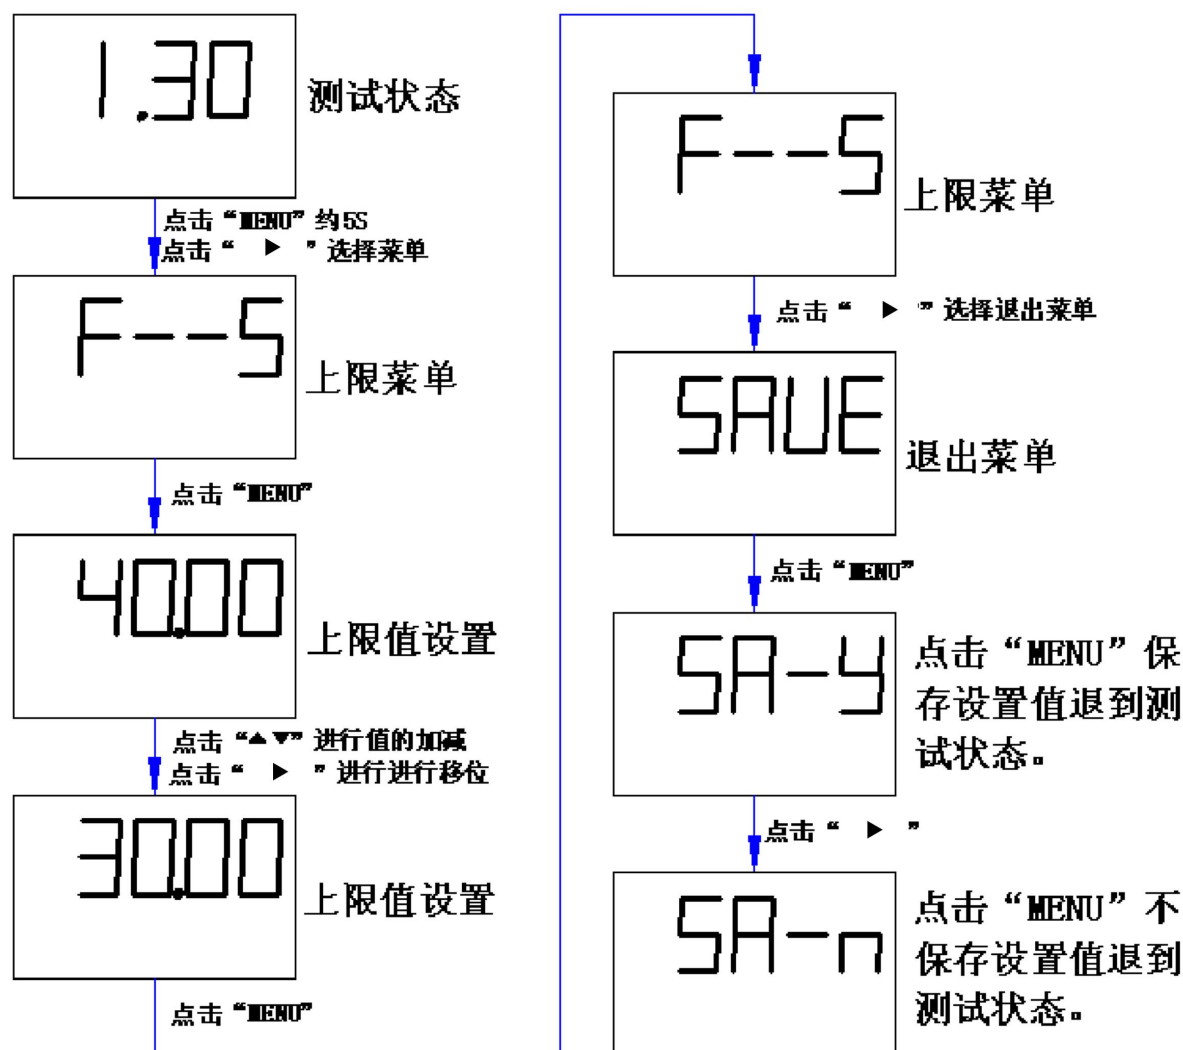 1.30
测试状态
点击“MENU”约5S
点击“ ▶ ”选择菜单
F--S
上限菜单
点击“MENU”
40.00
上限值设置
点击“▲▼”进行值的加减
点击“ ▶ ”进行进行移位
30.00
上限值设置
点击“MENU”
F--S
上限菜单
点击“ ▶ ”选择退出菜单
SAVE
退出菜单
点击“MENU”
SA-y
点击“MENU”保
存设置值退到测
试状态。
点击“ ▶ ”
SA-n
点击“MENU”不
保存设置值退到
测试状态。